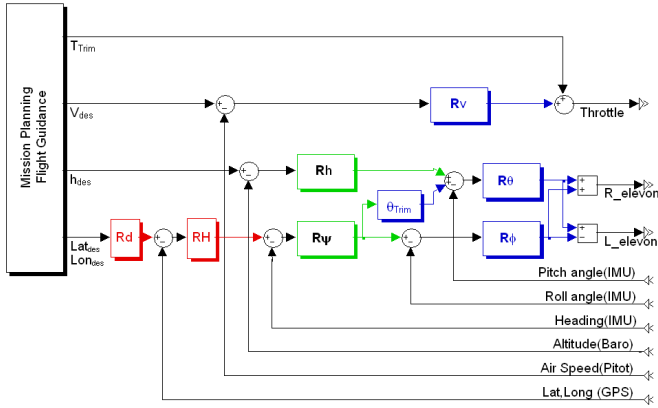 Mission Planning
Flight Guidance
T_Trim
V_des
h_des
Lat_des
Lon_des
Rd
RH
Rh
Rψ
θ_Trim
Rv
Rθ
Rϕ
Throttle
R_elevon
L_elevon
Pitch angle(IMU)
Roll angle(IMU)
Heading(IMU)
Altitude(Baro)
Air Speed(Pitot)
Lat,Long (GPS)